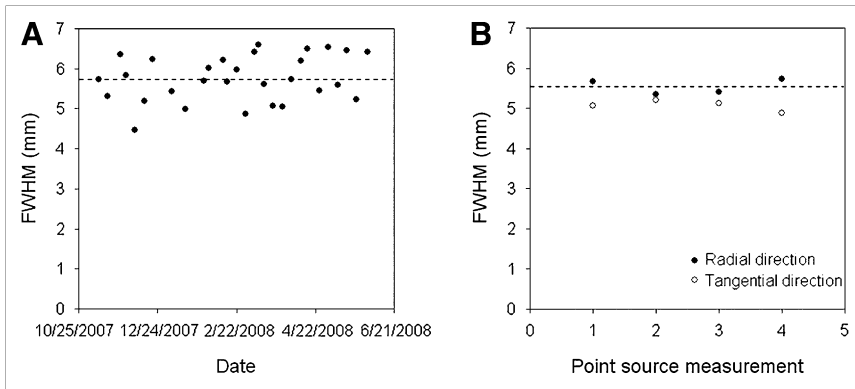 A
7
6
5
4
3
2
1
0
FWHM (mm)
10/25/2007 12/24/2007 2/22/2008 4/22/2008 6/21/2008
Date
B
7
6
5
4
3
2
1
0
FWHM (mm)
Radial direction
Tangential direction
0 1 2 3 4 5
Point source measurement